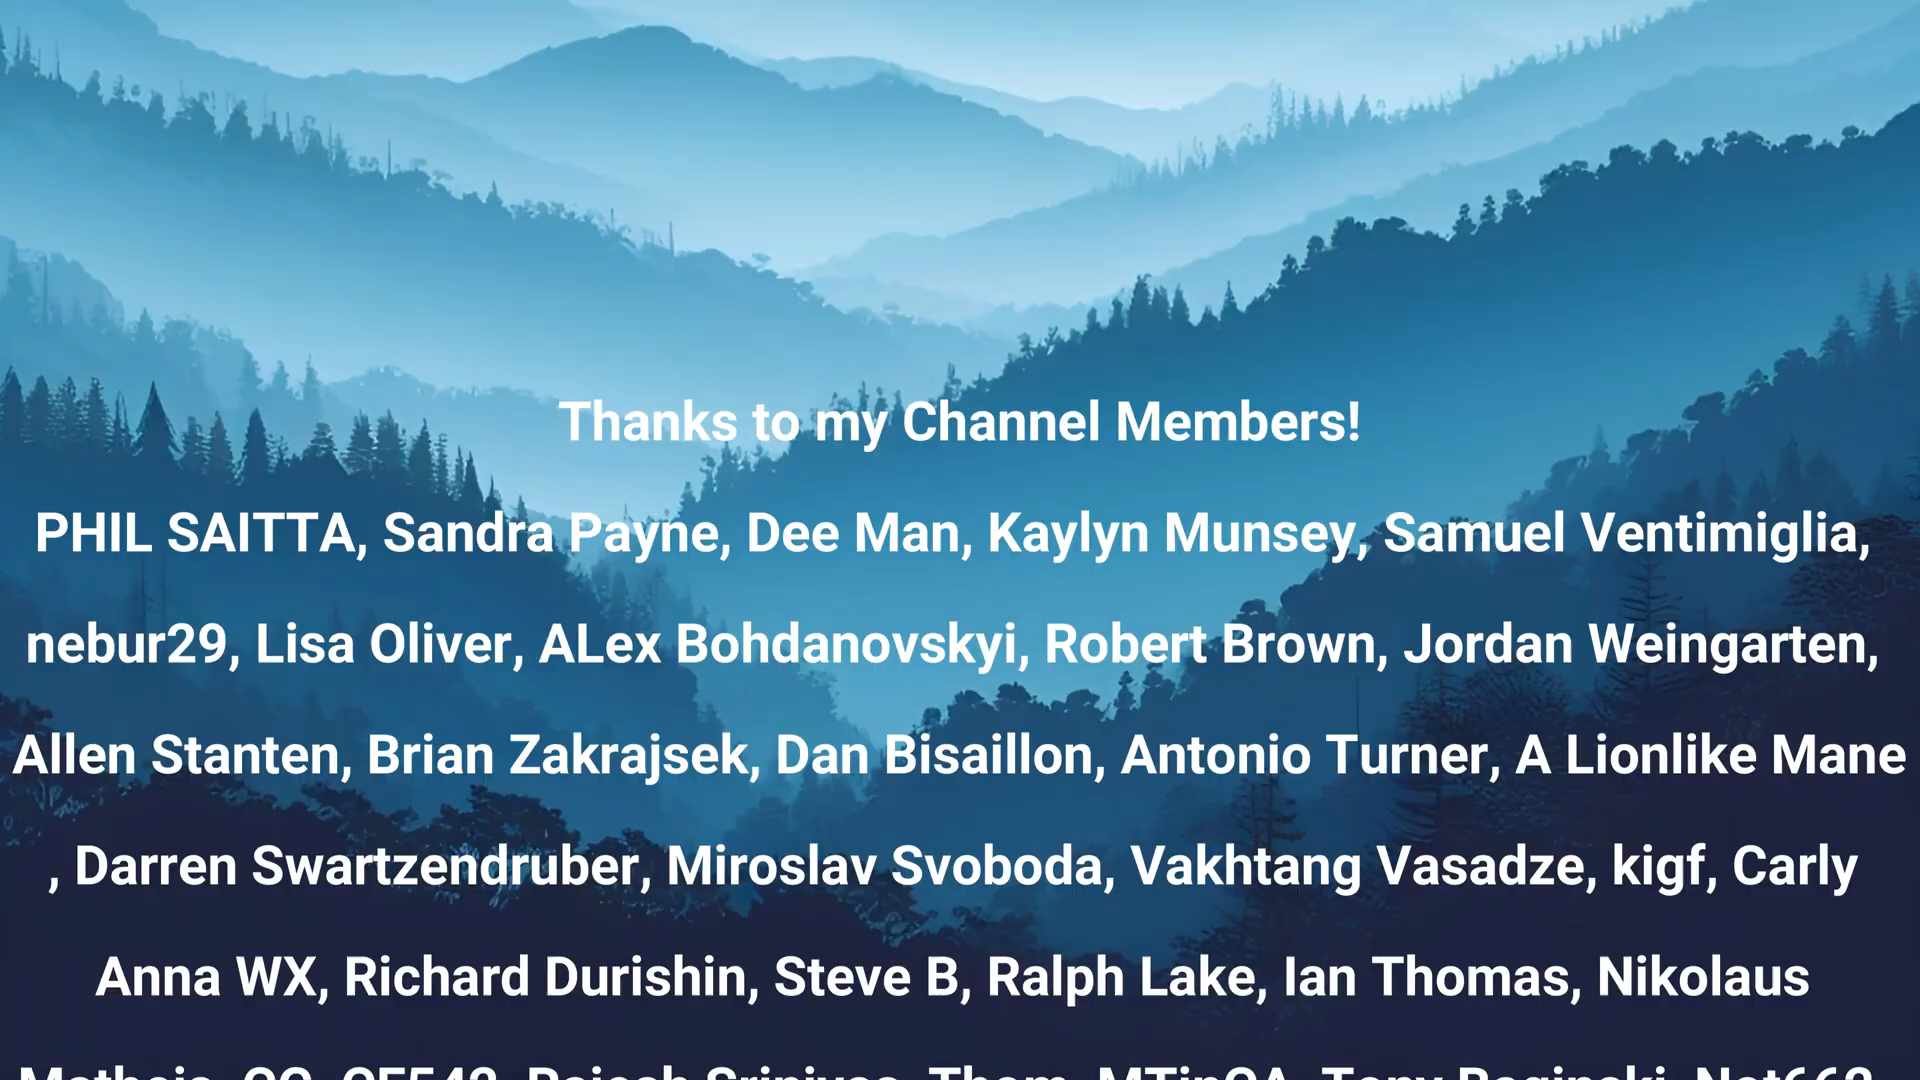 Thanks to my Channel Members!
PHIL SAITTA, Sandra Payne, Dee Man, Kaylyn Munsey, Samuel Ventimiglia,
nebur29, Lisa Oliver, ALex Bohdanovskyi, Robert Brown, Jordan Weingarten,
Allen Stanten, Brian Zakrajsek, Dan Bisaillon, Antonio Turner, A Lionlike Mane
, Darren Swartzendruber, Miroslav Svoboda, Vakhtang Vasadze, kigf, Carly
Anna WX, Richard Durishin, Steve B, Ralph Lake, Ian Thomas, Nikolaus